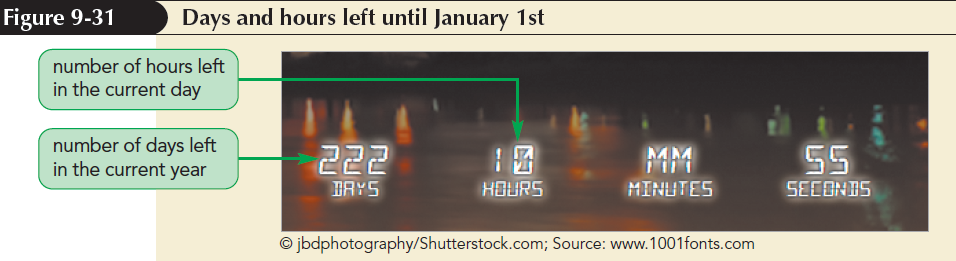 Figure 9-31
Days and hours left until January 1st
number of hours left
in the current day
number of days left
in the current year
222
DAYS
10
HOURS
MM
MINUTES
SS
SECONDS
© jbdphotography/Shutterstock.com; Source: www.1001fonts.com